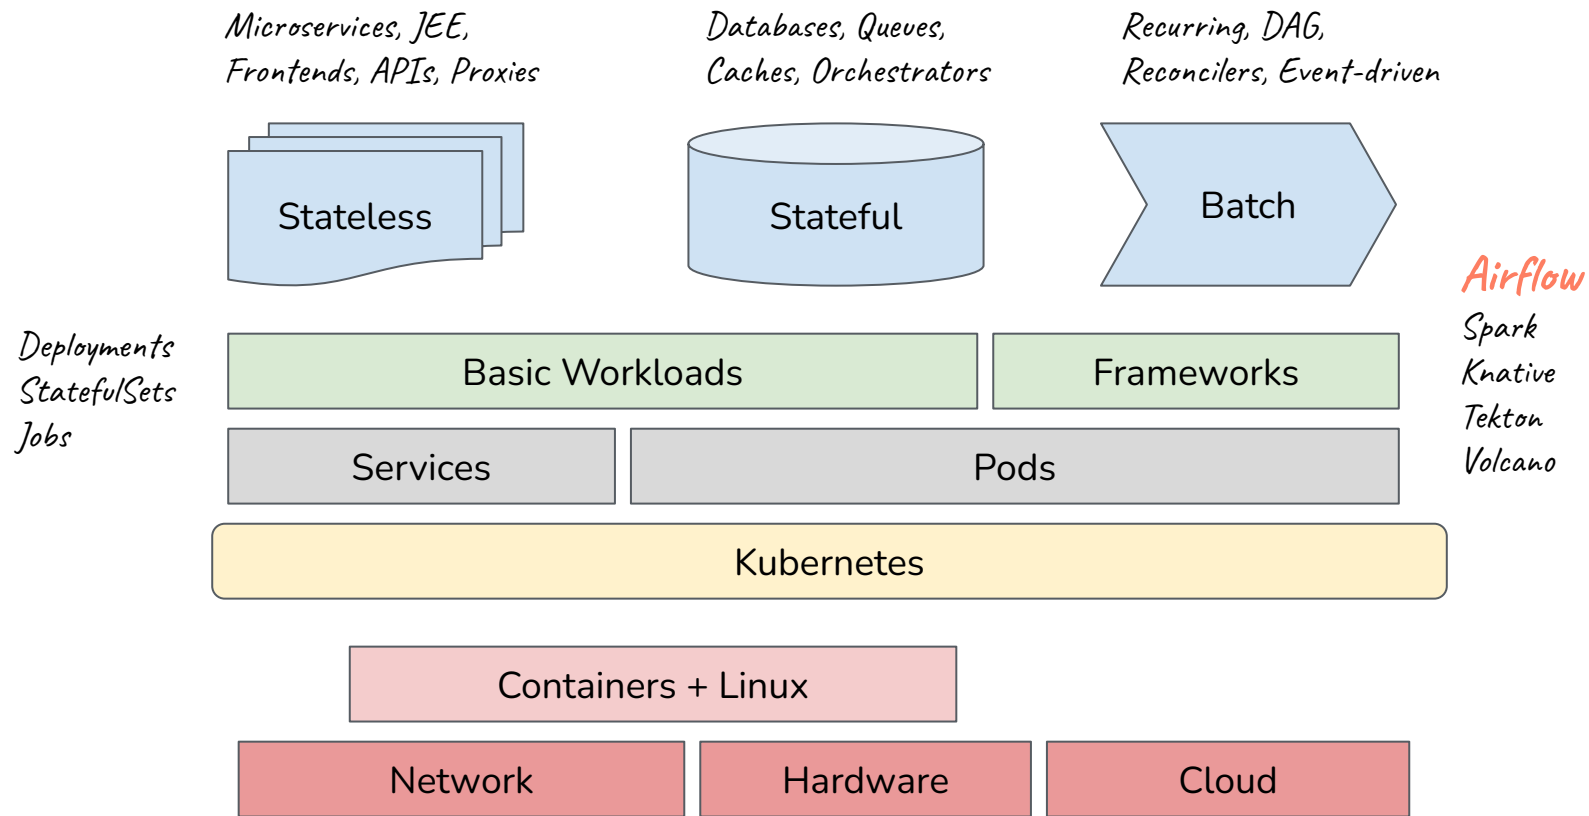 Microservices, JEE,
Frontends, APIs, Proxies
Databases, Queues,
Caches, Orchestrators
Recurring, DAG,
Reconcilers, Event-driven
Stateless
Stateful
Batch
Deployments
StatefulSets
Jobs
Basic Workloads
Frameworks
Airflow
Spark
Knative
Tekton
Volcano
Services
Pods
Kubernetes
Containers + Linux
Network
Hardware
Cloud